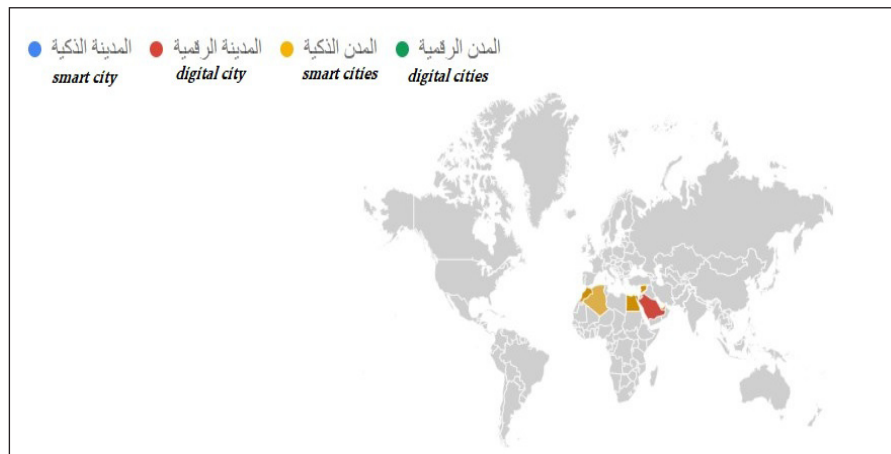 المدينة الذكية المدينة الرقمية المدن الذكية المدن الرقمية
smart city digital city smart cities digital cities